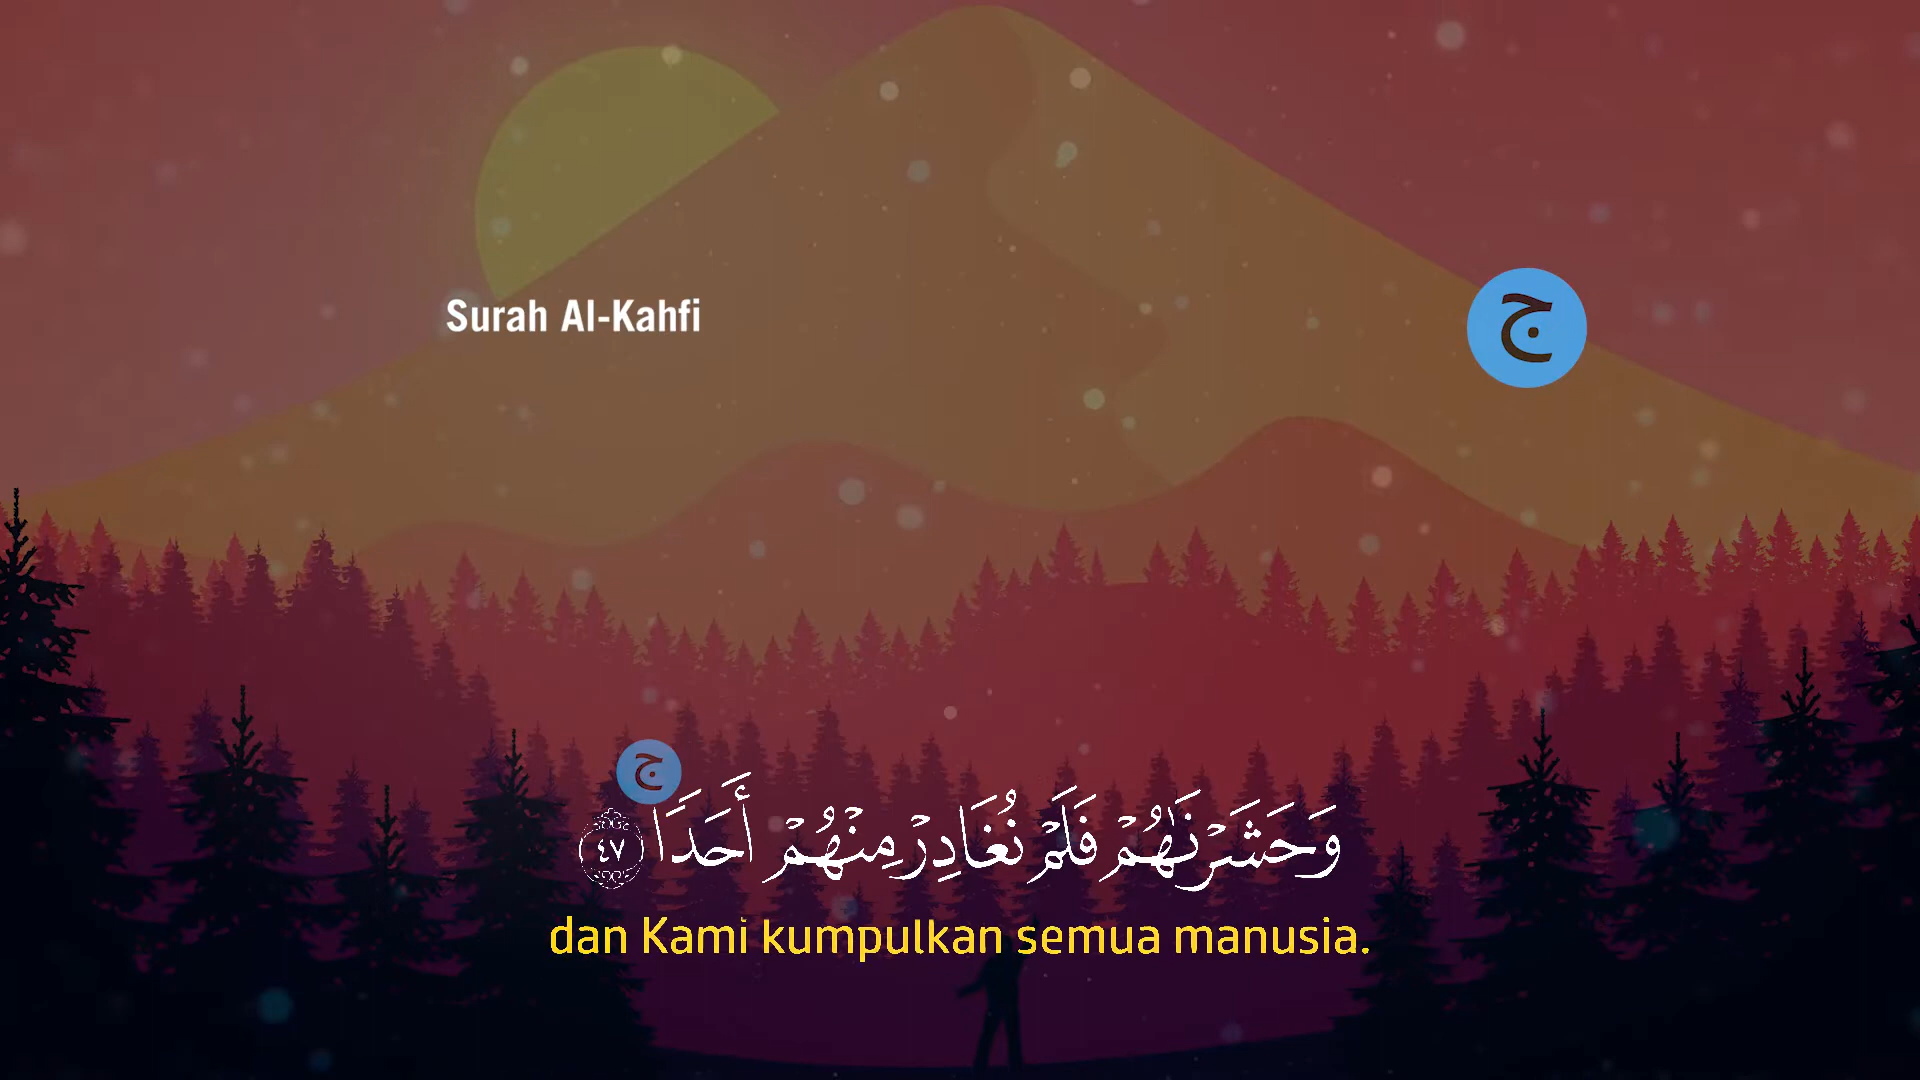 Surah Al-Kahfi
ج
ج
وَحَشَرْنَٰهُمْ فَلَمْ نُغَادِرْ مِنْهُمْ أَحَدًا ٤٧
dan Kami kumpulkan semua manusia.